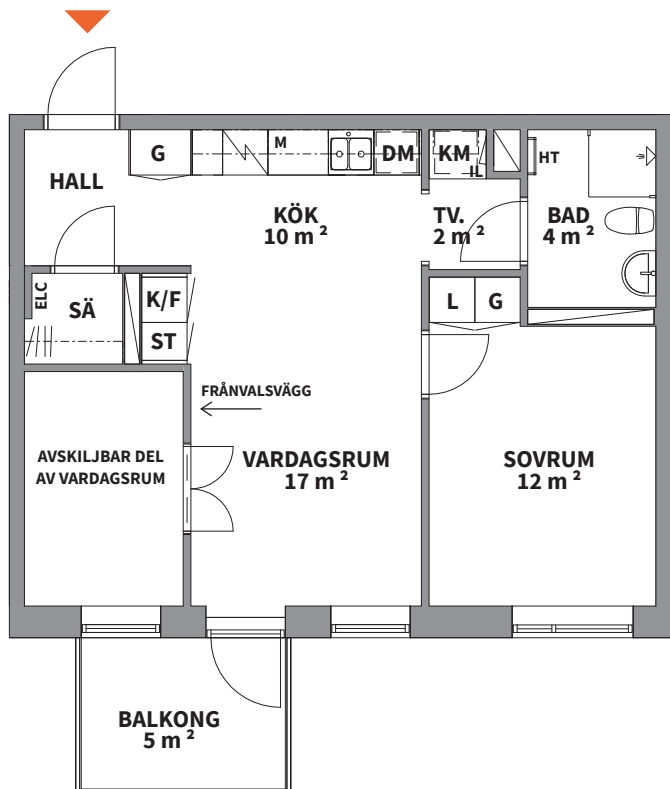 G
M
DM
KM
IL
HT
HALL
KÖK
10 m ²
TV.
2 m ²
BAD
4 m ²
ELC
SÄ
K/F
ST
L
G
FRÅNVALSVÄGG
AVSKILJBAR DEL
AV VARDAGSRUM
VARDAGSRUM
17 m ²
SOVRUM
12 m ²
BALKONG
5 m ²